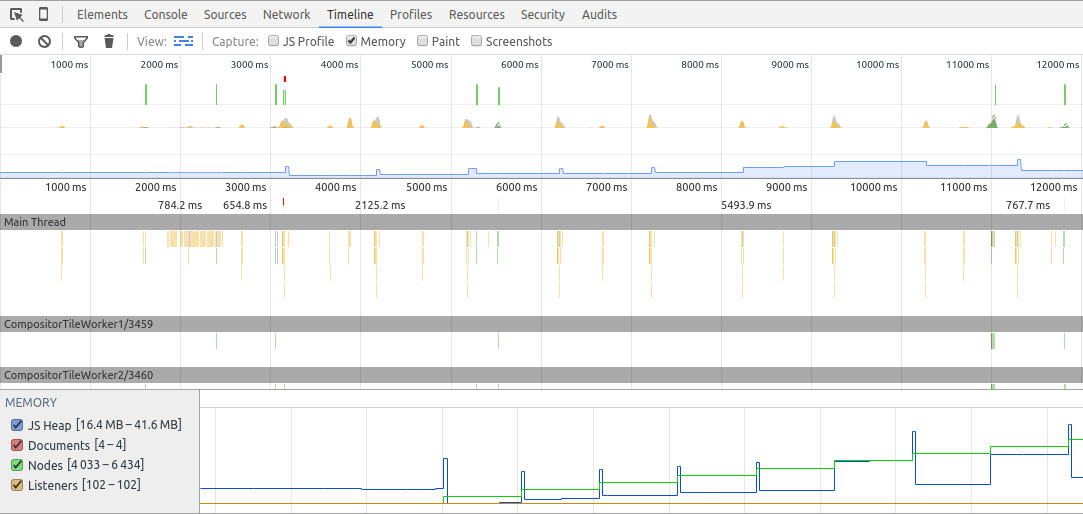 Elements Console Sources Network Timeline Profiles Resources Security Audits
View: Capture: JS Profile Memory Paint Screenshots
1000 ms 2000 ms 3000 ms 4000 ms 5000 ms 6000 ms 7000 ms 8000 ms 9000 ms 10000 ms 11000 ms 12000 ms
1000 ms 2000 ms 3000 ms 4000 ms 5000 ms 6000 ms 7000 ms 8000 ms 9000 ms 10000 ms 11000 ms 12000 ms
784.2 ms 654.8 ms 2125.2 ms 5493.9 ms 767.7 ms
Main Thread
CompositorTileWorker1/3459
CompositorTileWorker2/3460
MEMORY
JS Heap [16.4 MB – 41.6 MB]
Documents [4 – 4]
Nodes [4 033 – 6 434]
Listeners [102 – 102]